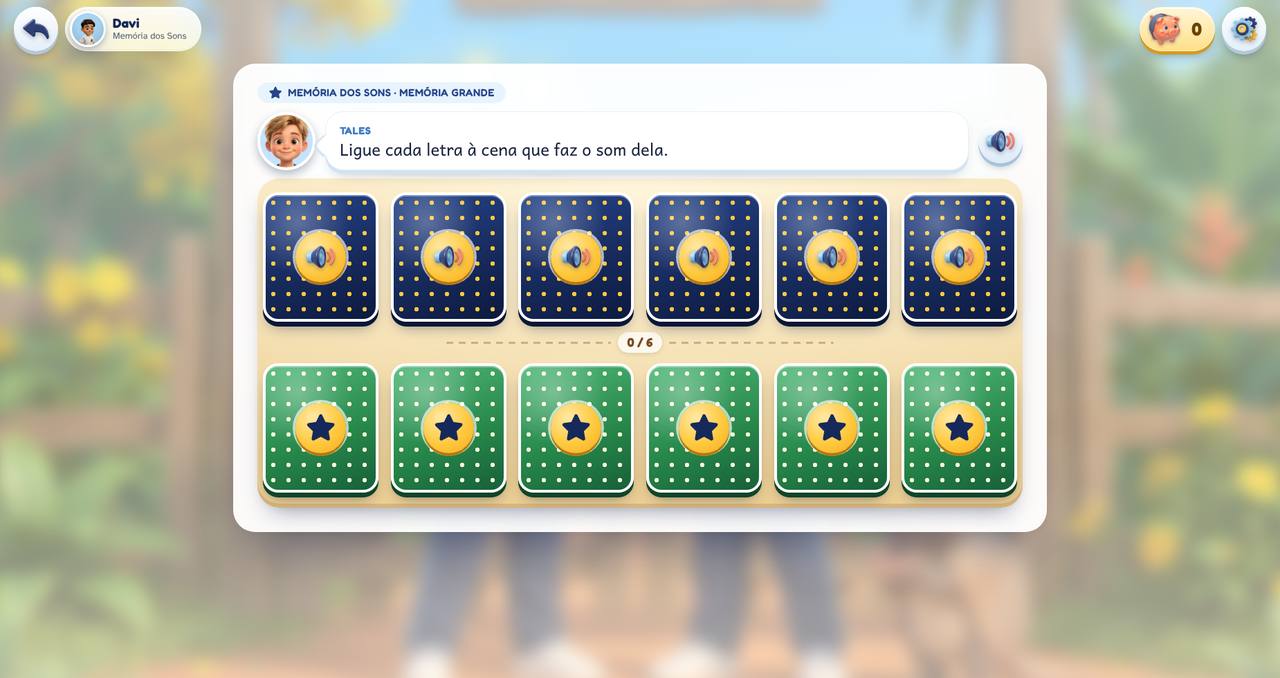 Davi
Memória dos Sons
0
MEMÓRIA DOS SONS · MEMÓRIA GRANDE
TALES
Ligue cada letra à cena que faz o som dela.
0 / 6